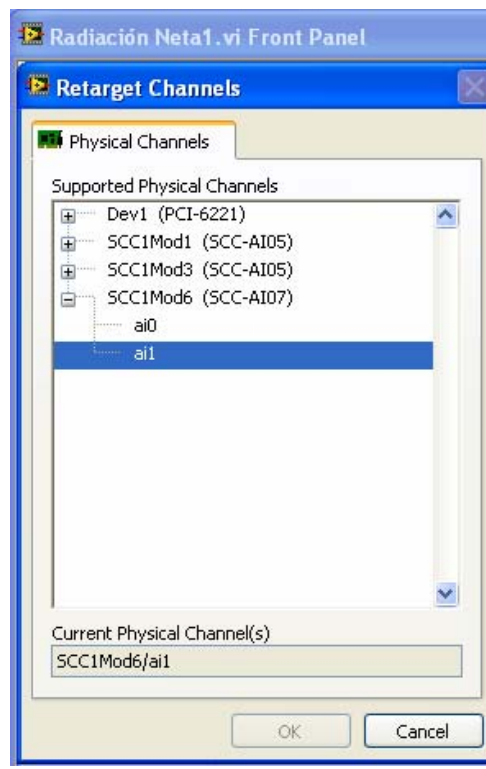 Radiación Neta1.vi Front Panel
Retarget Channels
Physical Channels
Supported Physical Channels
Dev1 (PCI-6221)
SCC1Mod1 (SCC-AI05)
SCC1Mod3 (SCC-AI05)
SCC1Mod6 (SCC-AI07)
ai0
ai1
Current Physical Channel(s)
SCC1Mod6/ai1
OK Cancel